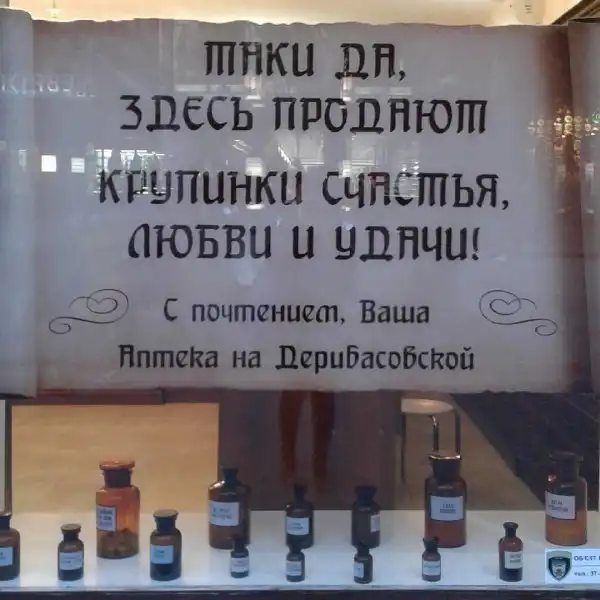 ТАКИ ДА,
ЗДЕСЬ ПРОДАЮТ
КРУПИНКИ СЧАСТЬЯ,
ЛЮБВИ И УДАЧИ!
С почтением, Ваша
Аптека на Дерибасовской